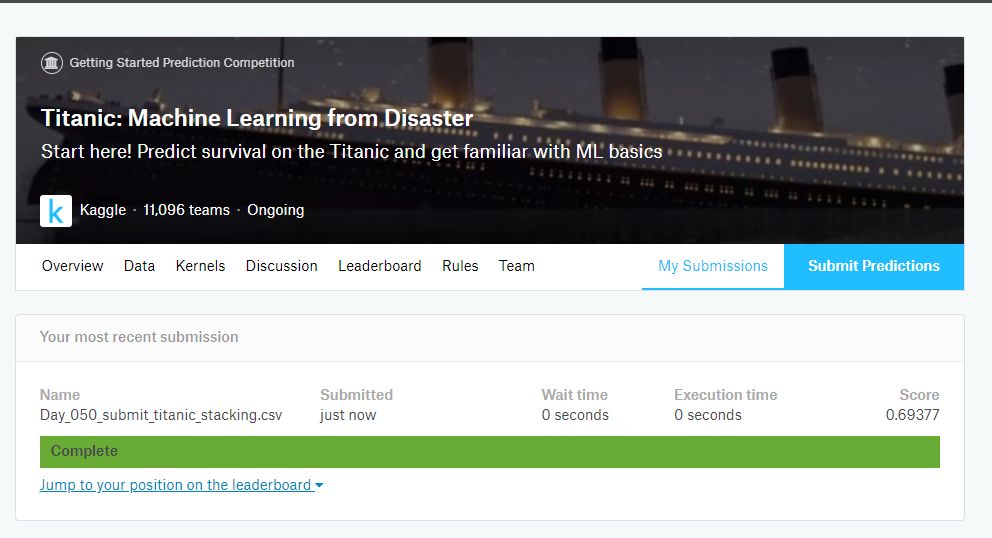 Getting Started Prediction Competition
Titanic: Machine Learning from Disaster
Start here! Predict survival on the Titanic and get familiar with ML basics
k Kaggle · 11,096 teams · Ongoing
Overview Data Kernels Discussion Leaderboard Rules Team My Submissions Submit Predictions
Your most recent submission
Name Submitted Wait time Execution time Score
Day_050_submit_titanic_stacking.csv just now 0 seconds 0 seconds 0.69377
Complete
Jump to your position on the leaderboard